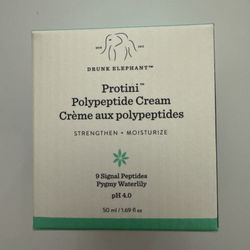 DRUNK ELEPHANT™
Protini™
Polypeptide Cream
Crème aux polypeptides
STRENGTHEN • MOISTURIZE
9 Signal Peptides
Pygmy Waterlily
pH 4.0
50 ml / 1.69 fl oz